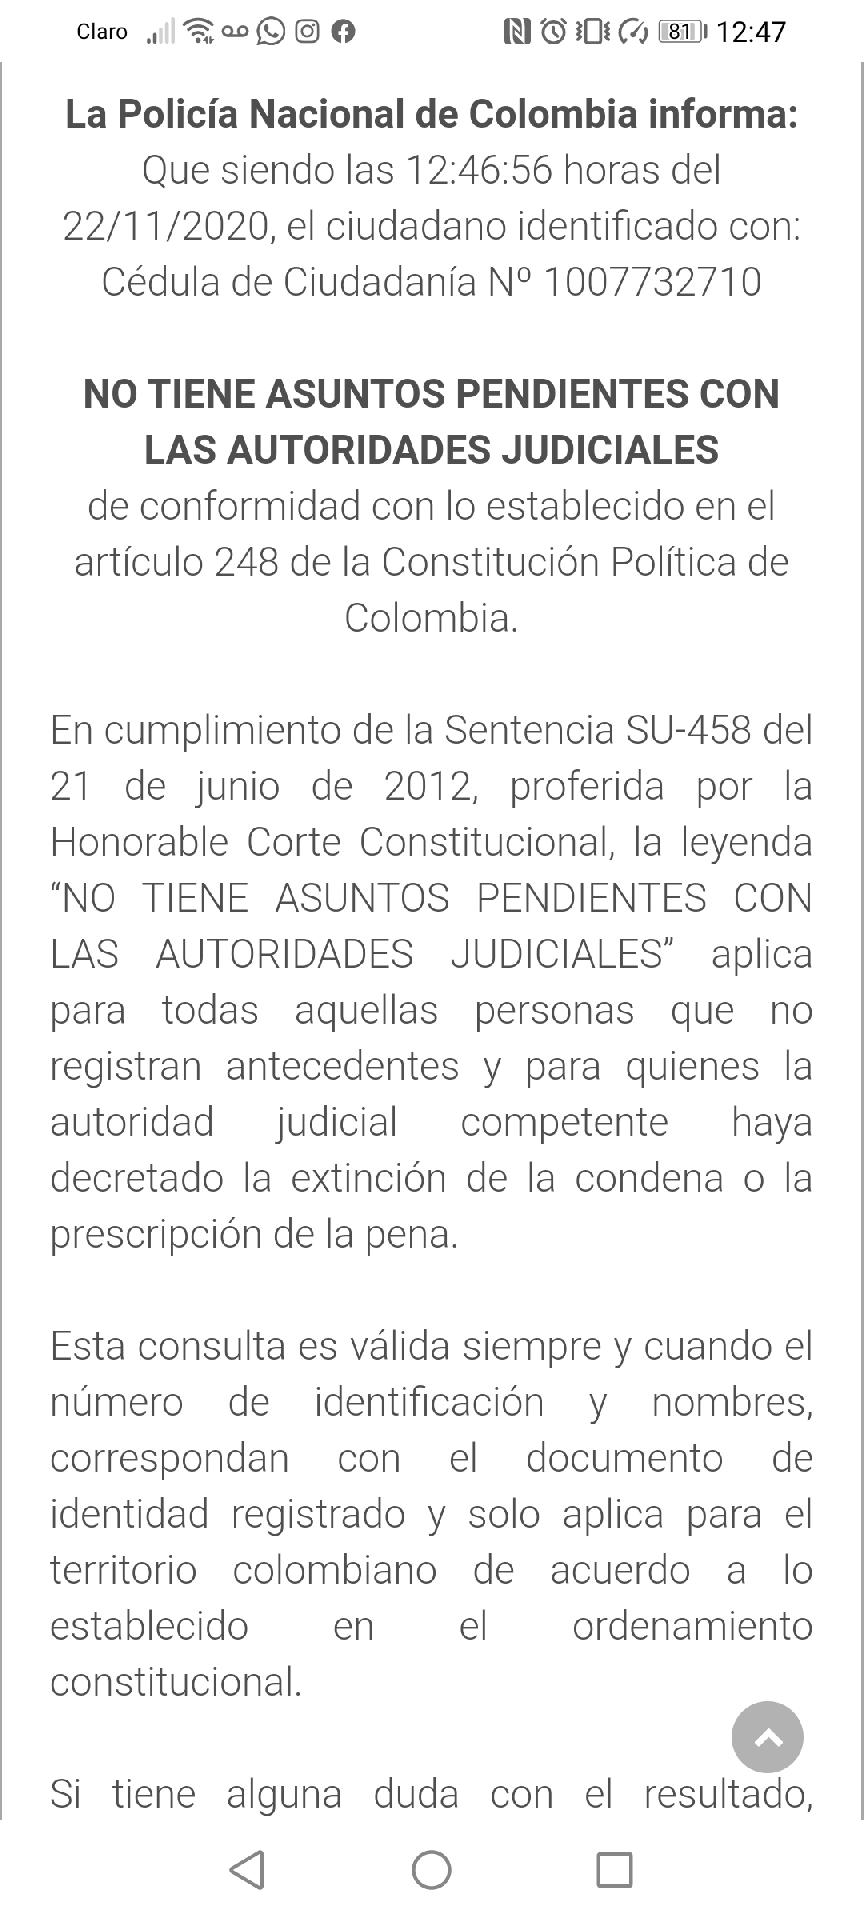 Claro 81 12:47
La Policía Nacional de Colombia informa:
Que siendo las 12:46:56 horas del
22/11/2020, el ciudadano identificado con:
Cédula de Ciudadanía Nº 1007732710
NO TIENE ASUNTOS PENDIENTES CON
LAS AUTORIDADES JUDICIALES
de conformidad con lo establecido en el
artículo 248 de la Constitución Política de
Colombia.
En cumplimiento de la Sentencia SU-458 del
21 de junio de 2012, proferida por la
Honorable Corte Constitucional, la leyenda
“NO TIENE ASUNTOS PENDIENTES CON
LAS AUTORIDADES JUDICIALES” aplica
para todas aquellas personas que no
registran antecedentes y para quienes la
autoridad judicial competente haya
decretado la extinción de la condena o la
prescripción de la pena.
Esta consulta es válida siempre y cuando el
número de identificación y nombres,
correspondan con el documento de
identidad registrado y solo aplica para el
territorio colombiano de acuerdo a lo
establecido en el ordenamiento
constitucional.
Si tiene alguna duda con el resultado,